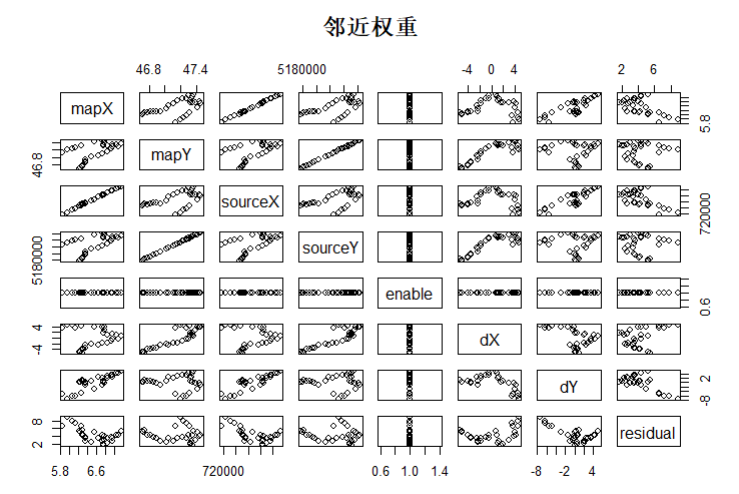 邻近权重
46.8 47.4 5180000 -4 0 4 2 6
mapX 5.8
46.8 mapY
sourceX 720000
5180000 sourceY
enable 0.6
-4 4 dX
dY -8 2
2 8 residual
5.8 6.6 720000 0.6 1.0 1.4 -8 -2 4